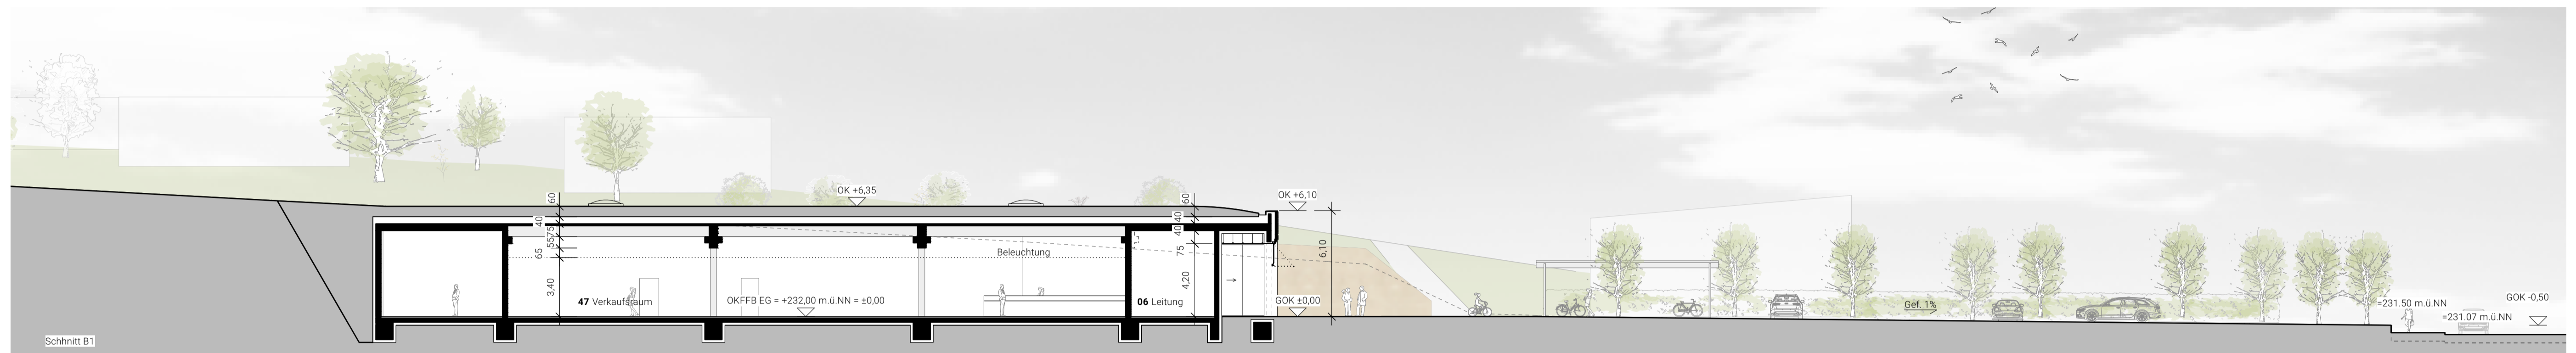 OK +6,35
OK +6,10
60
60
40
40
75
40
55
65
75
6,10
Beleuchtung
3,40
4,20
47 Verkaufsraum
OKFFB EG = +232,00 m.ü.NN = ±0,00
06 Leitung
GOK ±0,00
Gef. 1%
=231.50 m.ü.NN
GOK -0,50
=231.07 m.ü.NN
Schhnitt B1